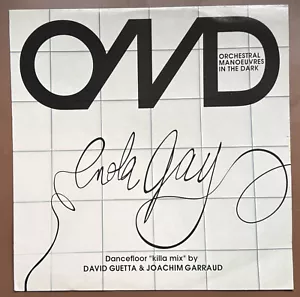 OMD
ORCHESTRAL
MANOEUVRES
IN THE DARK
enola gay
Dancefloor "killa mix" by
DAVID GUETTA & JOACHIM GARRAUD